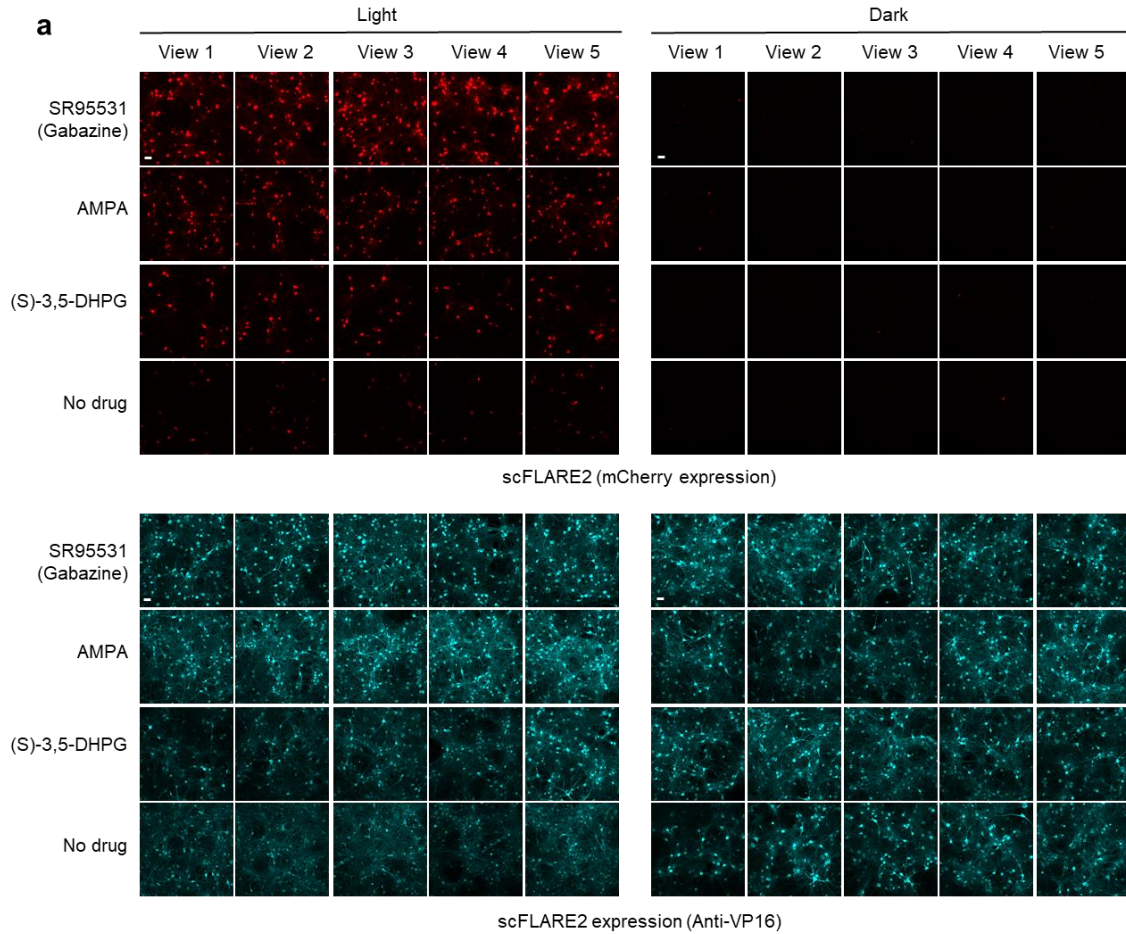 a
Light
Dark
View 1 View 2 View 3 View 4 View 5 View 1 View 2 View 3 View 4 View 5
SR95531
(Gabazine)
AMPA
(S)-3,5-DHPG
No drug
scFLARE2 (mCherry expression)
SR95531
(Gabazine)
AMPA
(S)-3,5-DHPG
No drug
scFLARE2 expression (Anti-VP16)